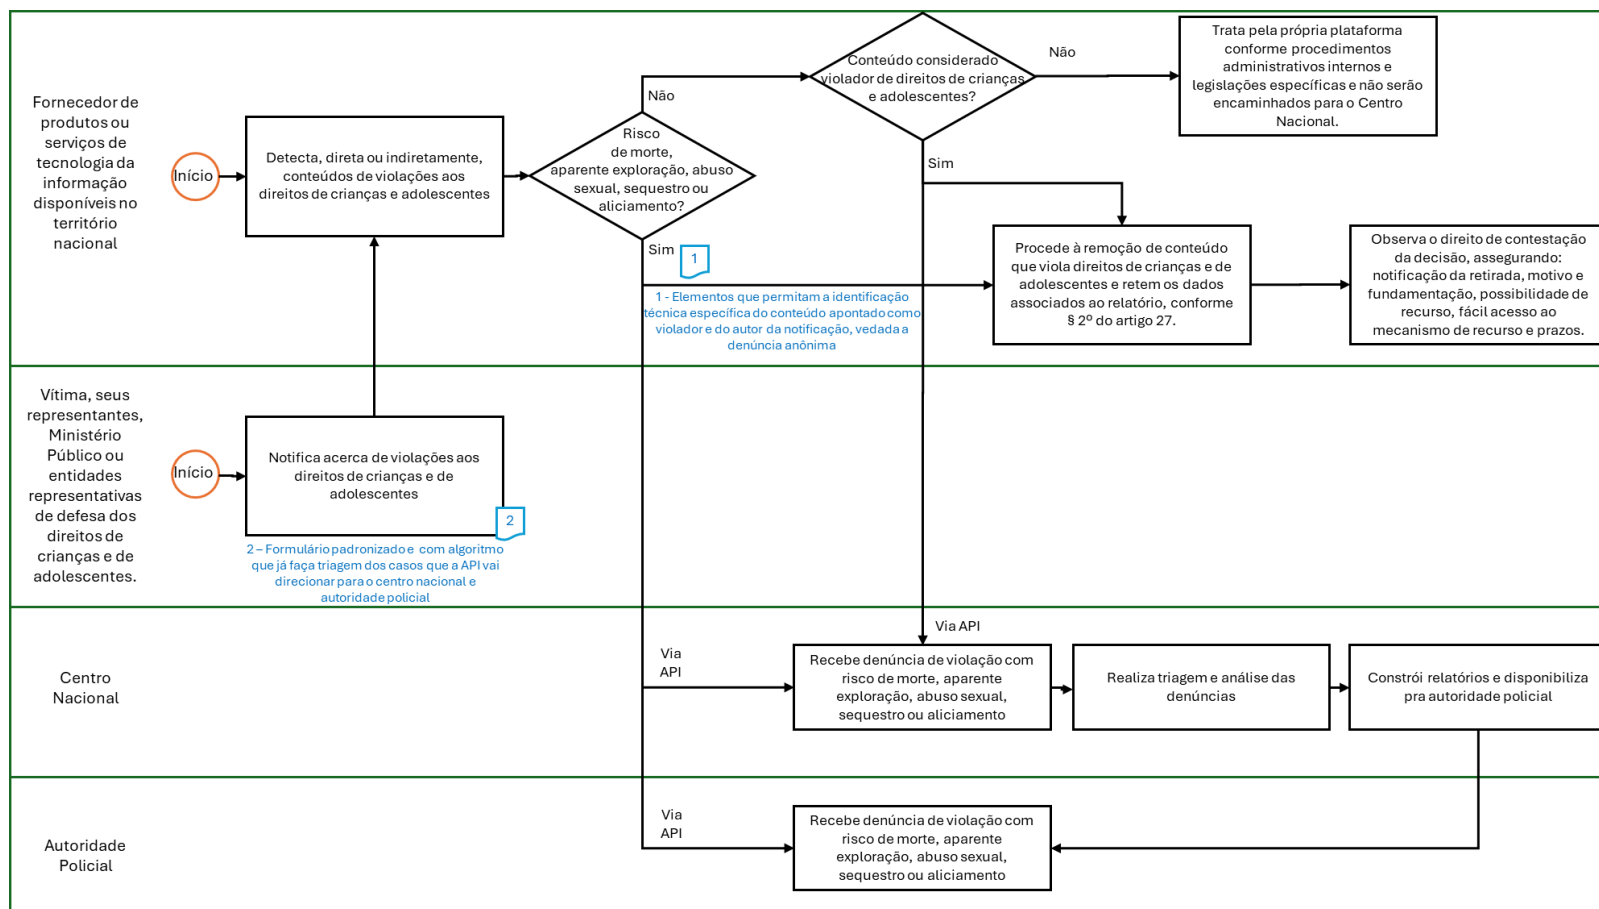 Fornecedor de
produtos ou
serviços de
tecnologia da
informação
disponíveis no
território
nacional
Início
Detecta, direta ou indiretamente,
conteúdos de violações aos
direitos de crianças e adolescentes
Não
Risco
de morte,
aparente exploração, abuso
sexual, sequestro ou
aliciamento?
Sim
1
1 - Elementos que permitam a identificação
técnica específica do conteúdo apontado como
violador e do autor da notificação, vedada a
denúncia anônima
Conteúdo considerado
violador de direitos de crianças
e adolescentes?
Não
Sim
Trata pela própria plataforma
conforme procedimentos
administrativos internos e
legislações específicas e não serão
encaminhados para o Centro
Nacional.
Procede à remoção de conteúdo
que viola direitos de crianças e de
adolescentes e retem os dados
associados ao relatório, conforme
§ 2º do artigo 27.
Observa o direito de contestação
da decisão, assegurando:
notificação da retirada, motivo e
fundamentação, possibilidade de
recurso, fácil acesso ao
mecanismo de recurso e prazos.
Vítima, seus
representantes,
Ministério
Público ou
entidades
representativas
de defesa dos
direitos de
crianças e de
adolescentes.
Início
Notifica acerca de violações aos
direitos de crianças e de
adolescentes
2
2 – Formulário padronizado e com algoritmo
que já faça triagem dos casos que a API vai
direcionar para o centro nacional e
autoridade policial
Centro
Nacional
Via
API
Via API
Recebe denúncia de violação com
risco de morte, aparente
exploração, abuso sexual,
sequestro ou aliciamento
Realiza triagem e análise das
denúncias
Constrói relatórios e disponibiliza
pra autoridade policial
Autoridade
Policial
Via
API
Recebe denúncia de violação com
risco de morte, aparente
exploração, abuso sexual,
sequestro ou aliciamento